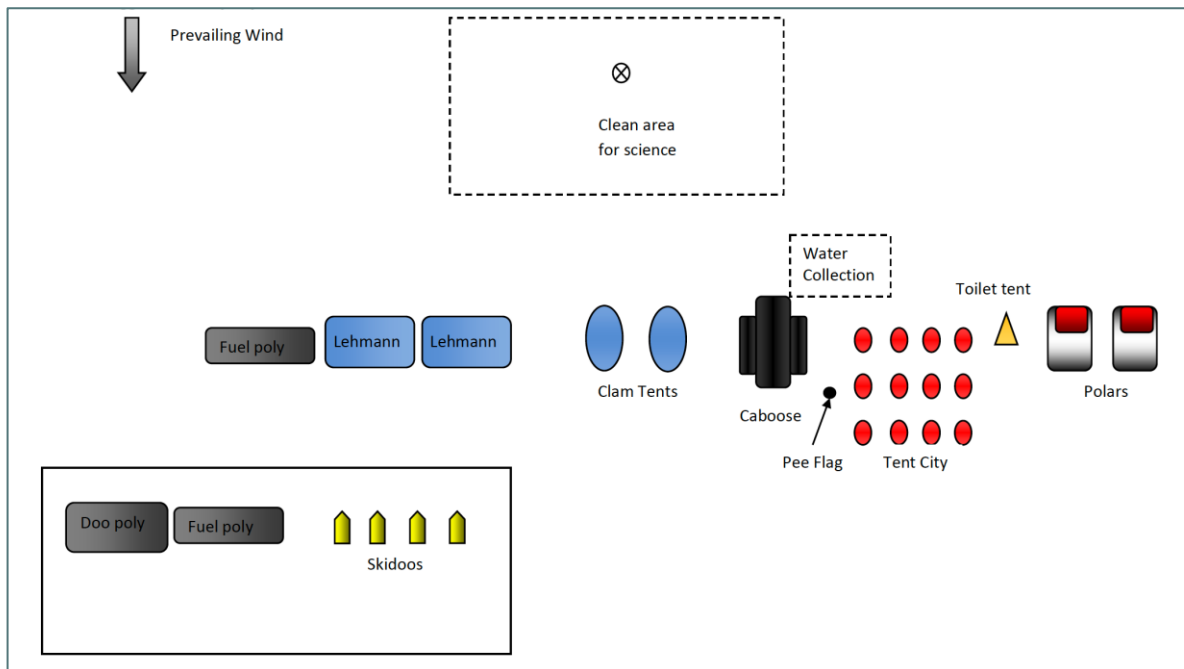 Prevailing Wind
Clean area
for science
Water
Collection
Toilet tent
Fuel poly
Lehmann
Lehmann
Clam Tents
Caboose
Polars
Pee Flag
Tent City
Doo poly
Fuel poly
Skidoos